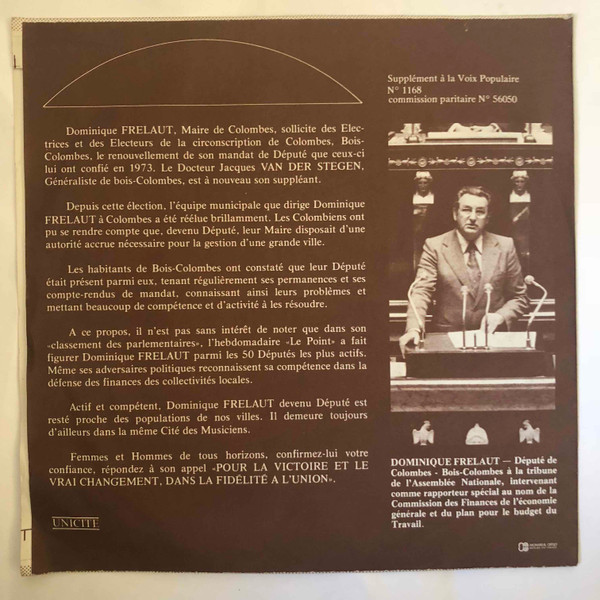 Dominique FRELAUT, Maire de Colombes, sollicite des Elec-
trices et des Electeurs de la circonscription de Colombes, Bois-
Colombes, le renouvellement de son mandat de Député que ceux-ci
lui ont confié en 1973. Le Docteur Jacques VAN DER STEGEN,
Généraliste de bois-Colombes, est à nouveau son suppléant.
Depuis cette élection, l'équipe municipale que dirige Dominique
FRELAUT à Colombes a été réélue brillamment. Les Colombiens ont
pu se rendre compte que, devenu Député, leur Maire disposait d'une
autorité accrue nécessaire pour la gestion d'une grande ville.
Les habitants de Bois-Colombes ont constaté que leur Député
était présent parmi eux, tenant régulièrement ses permanences et ses
compte-rendus de mandat, connaissant ainsi leurs problèmes et
mettant beaucoup de compétence et d'activité à les résoudre.
A ce propos, il n'est pas sans intérêt de noter que dans son
«classement des parlementaires», l'hebdomadaire «Le Point» a fait
figurer Dominique FRELAUT parmi les 50 Députés les plus actifs.
Même ses adversaires politiques reconnaissent sa compétence dans la
défense des finances des collectivités locales.
Actif et compétent, Dominique FRELAUT devenu Député est
resté proche des populations de nos villes. Il demeure toujours
d'ailleurs dans la même Cité des Musiciens.
Femmes et Hommes de tous horizons, confirmez-lui votre
confiance, répondez à son appel «POUR LA VICTOIRE ET LE
VRAI CHANGEMENT, DANS LA FIDÉLITÉ A L'UNION».
UNICITÉ
Supplément à la Voix Populaire
N° 1168
commission paritaire N° 56050
DOMINIQUE FRELAUT — Député de
Colombes - Bois-Colombes à la tribune
de l'Assemblée Nationale, intervenant
comme rapporteur spécial au nom de la
Commission des Finances de l'économie
générale et du plan pour le budget du
Travail.